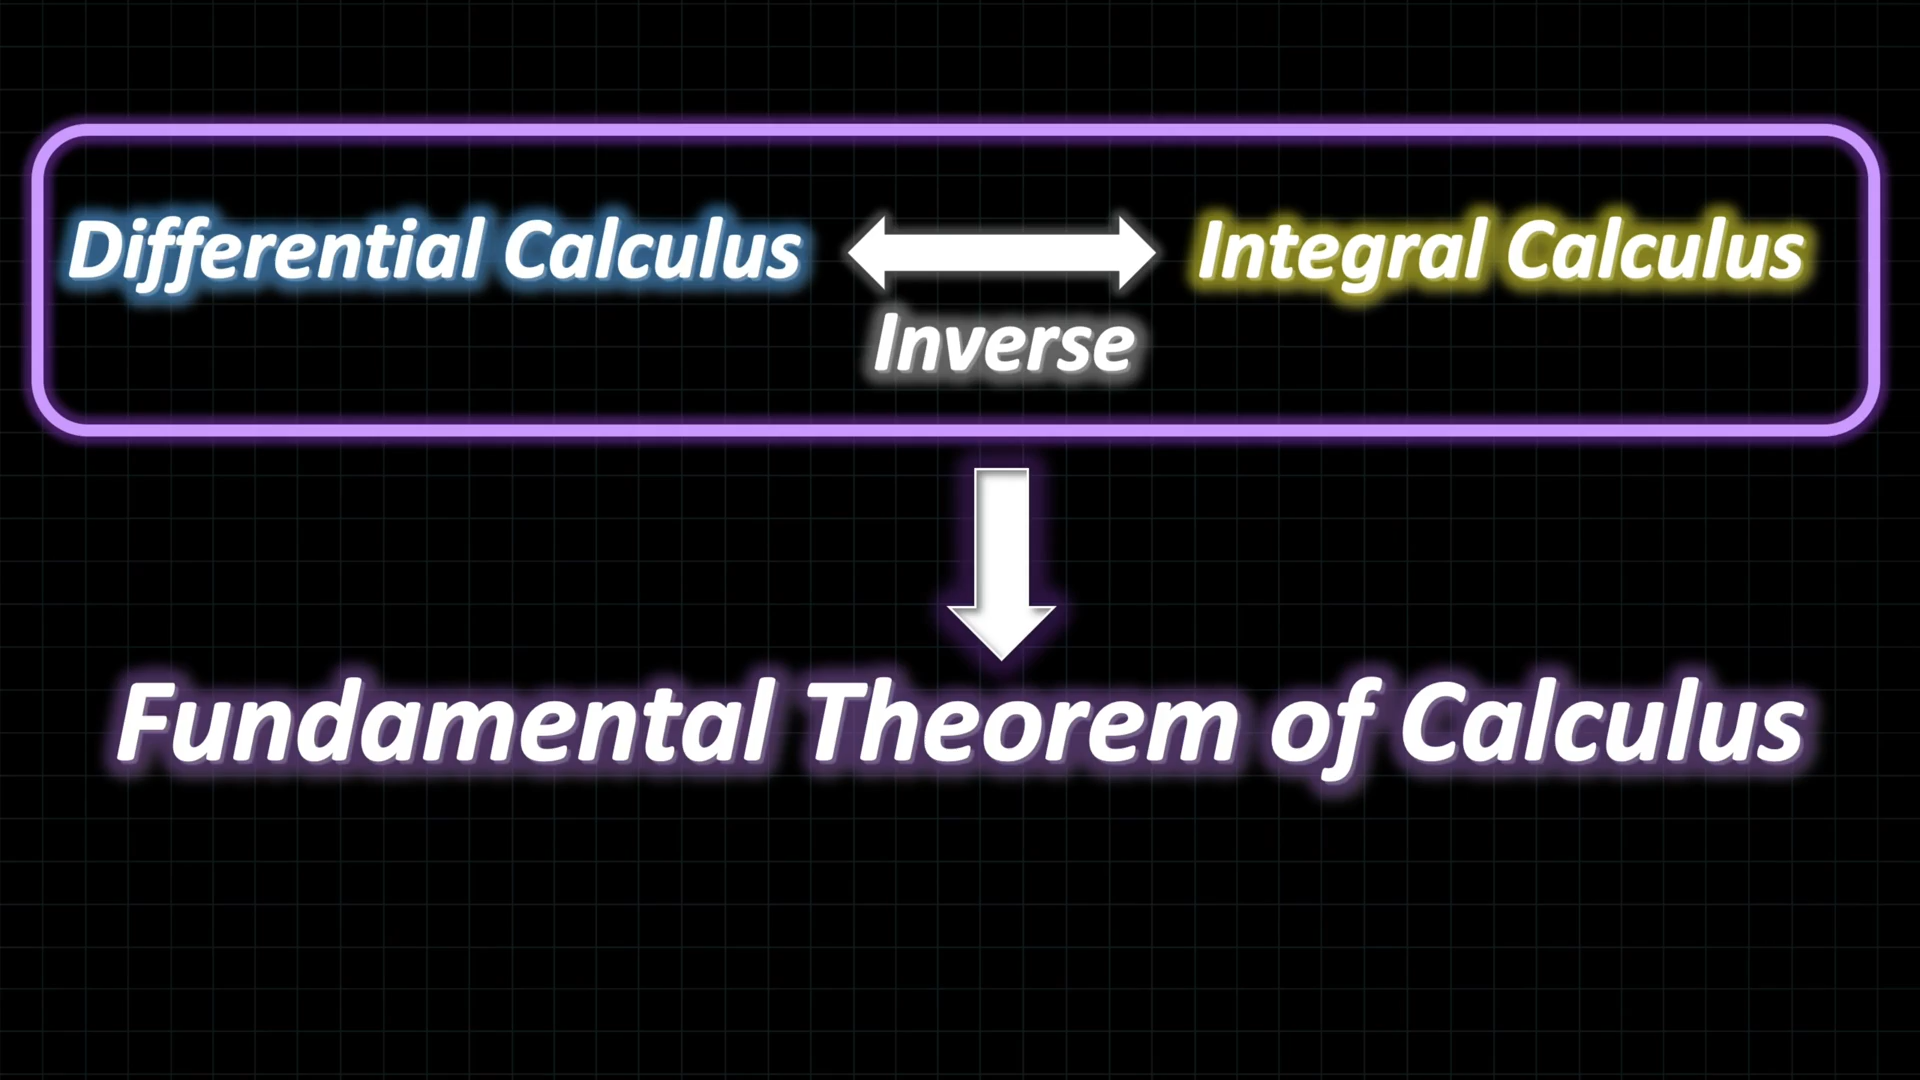 Differential Calculus Integral Calculus
Inverse
Fundamental Theorem of Calculus